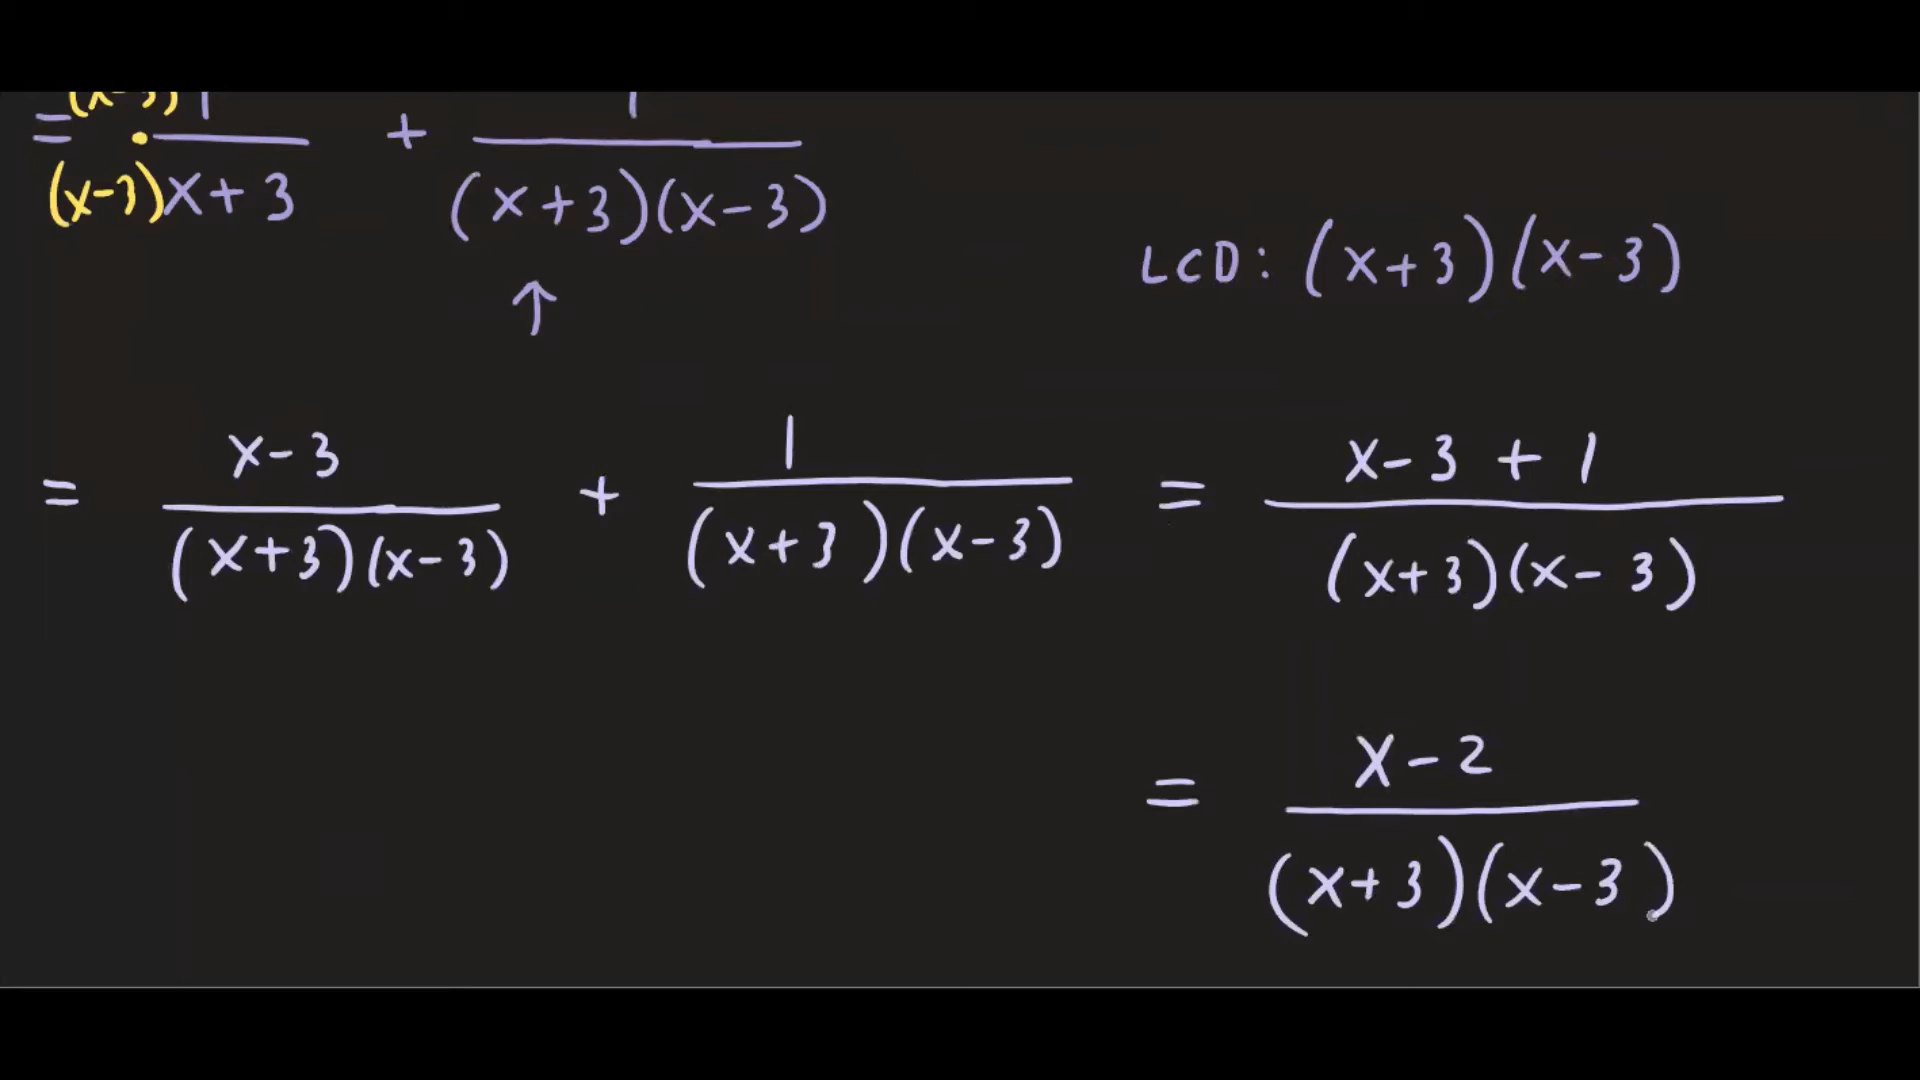 = (x-3) · 1 / (x-3) x+3 + 1 / (x+3)(x-3)
LCD: (x+3)(x-3)
↑
= x-3 / (x+3)(x-3) + 1 / (x+3)(x-3) = x-3+1 / (x+3)(x-3)
= x-2 / (x+3)(x-3)